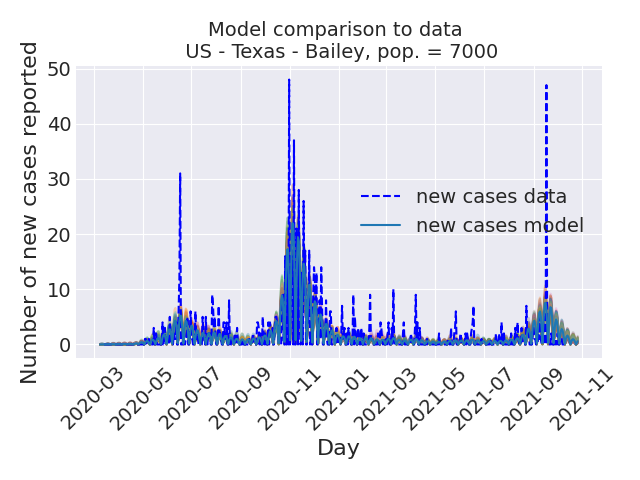 Model comparison to data
US - Texas - Bailey, pop. = 7000
Number of new cases reported
50
40
30
20
10
0
new cases data
new cases model
2020-03
2020-05
2020-07
2020-09
2020-11
2021-01
2021-03
2021-05
2021-07
2021-09
2021-11
Day